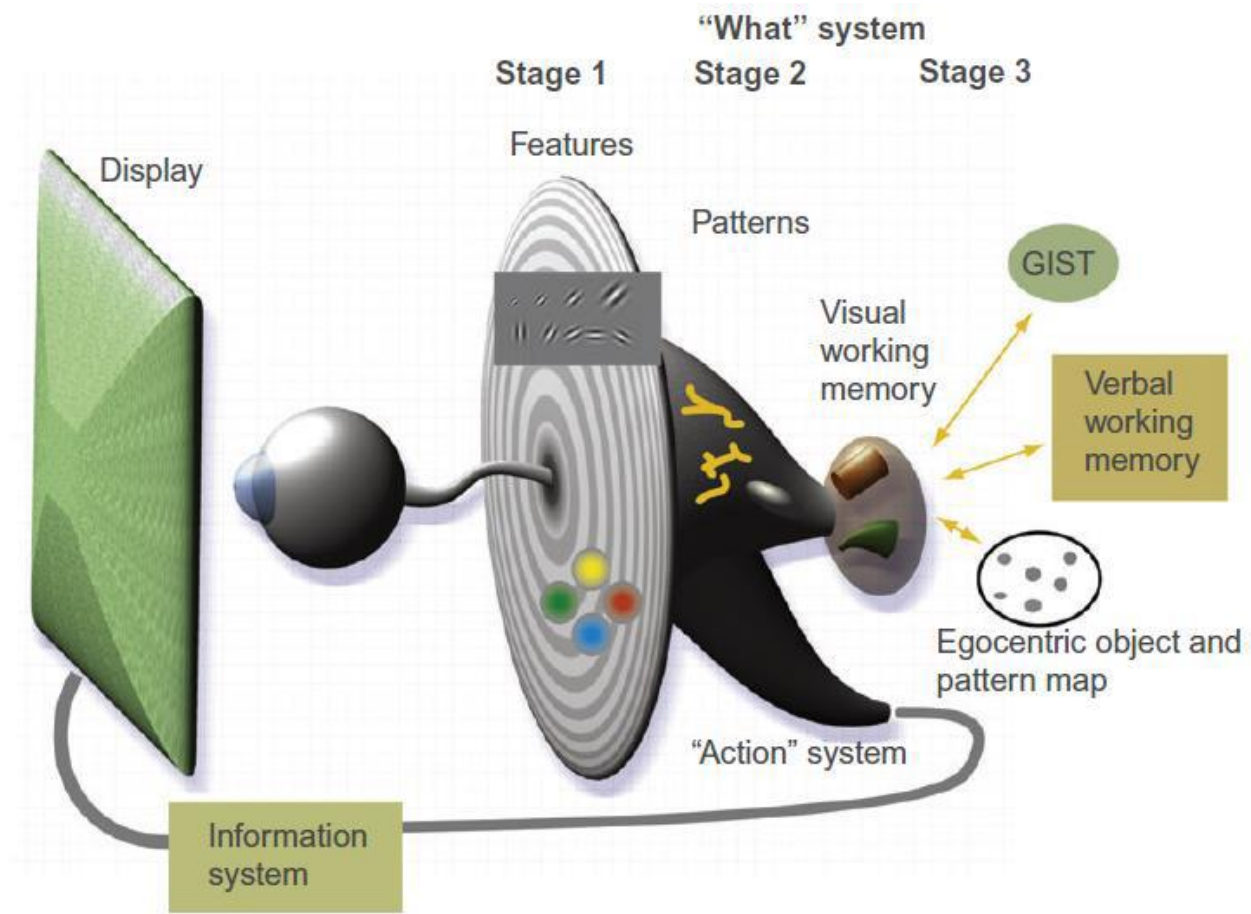 “What” system
Stage 1
Stage 2
Stage 3
Features
Display
Patterns
GIST
Visual
working
memory
Verbal
working
memory
Egocentric object and
pattern map
“Action” system
Information
system